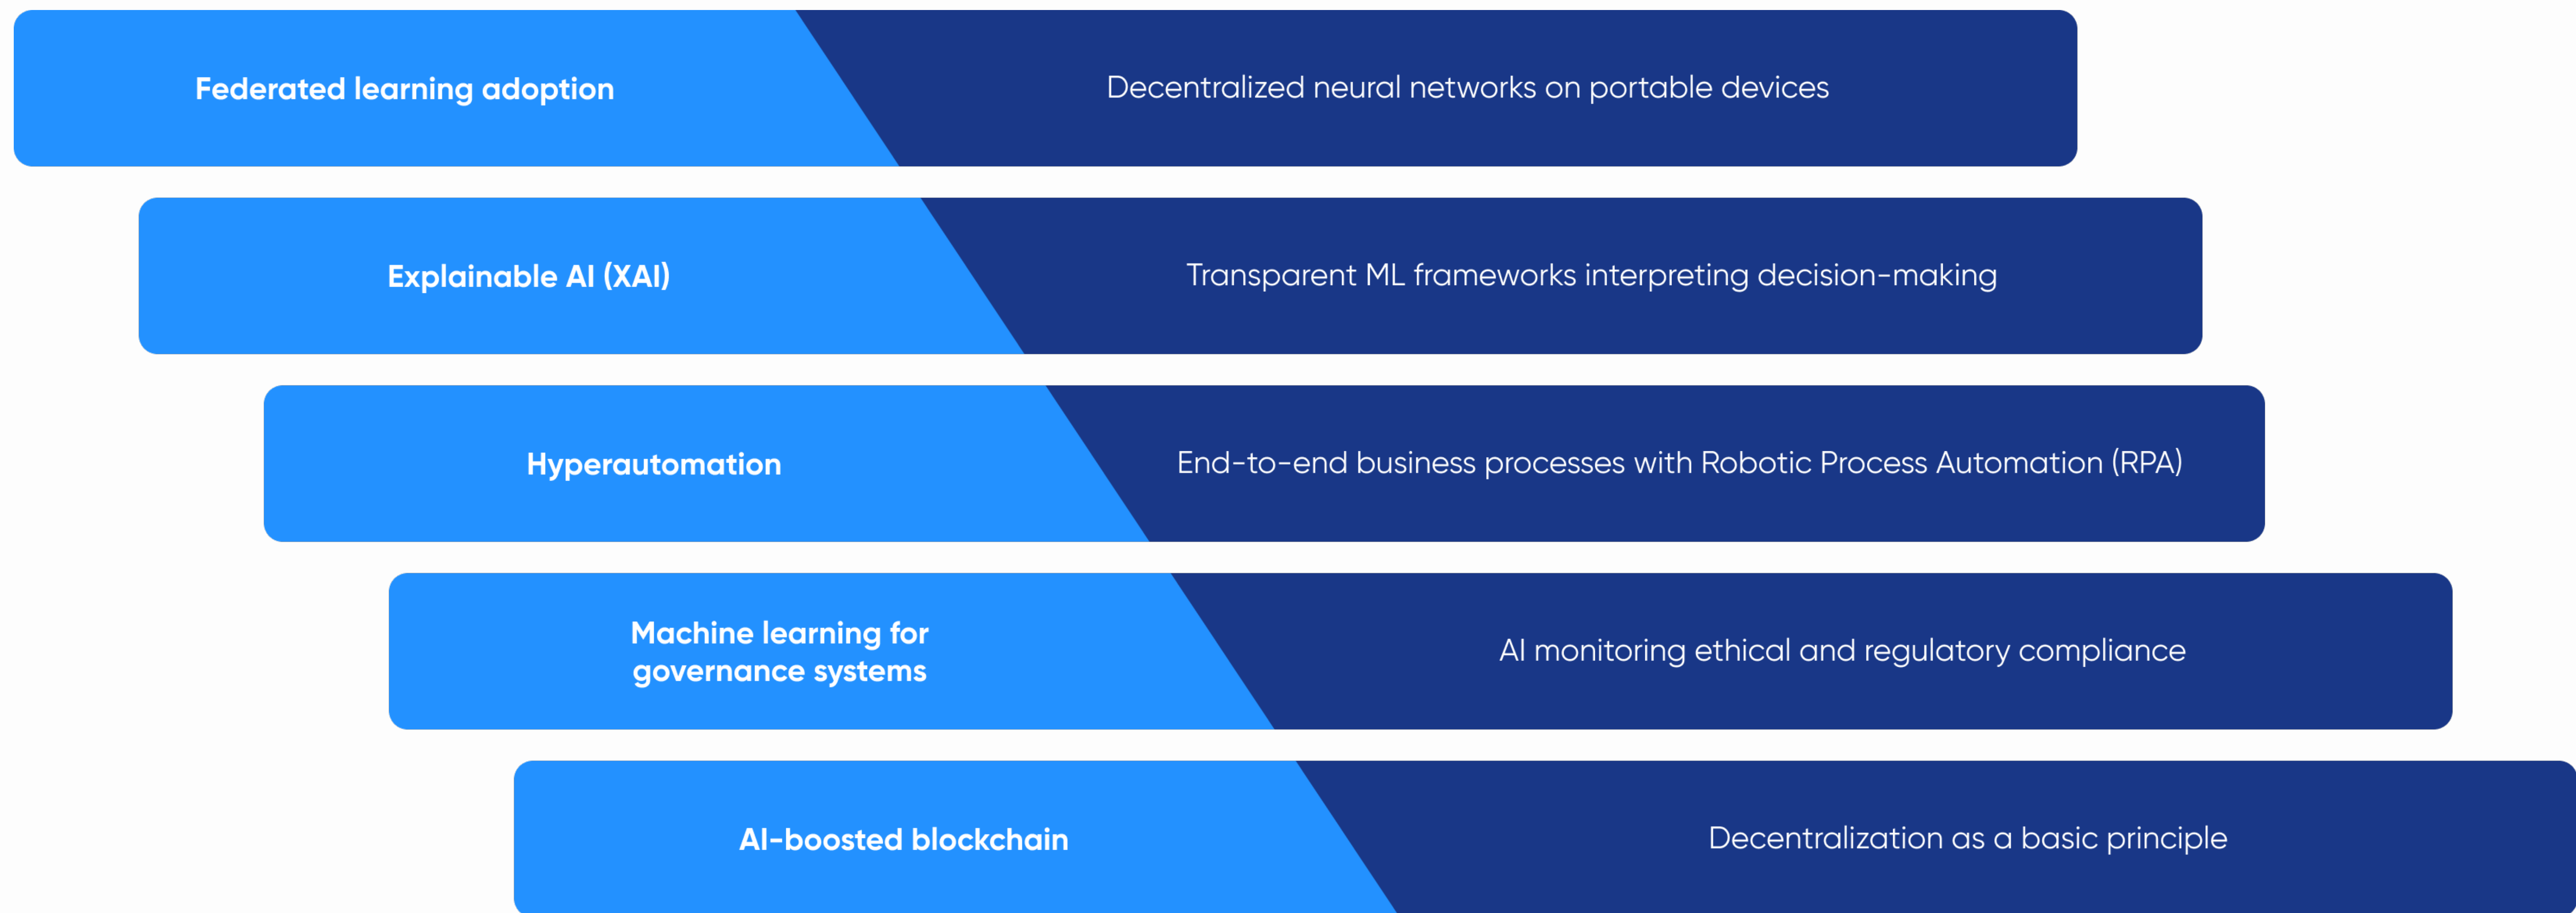 Federated learning adoption
Decentralized neural networks on portable devices
Explainable AI (XAI)
Transparent ML frameworks interpreting decision-making
Hyperautomation
End-to-end business processes with Robotic Process Automation (RPA)
Machine learning for
governance systems
AI monitoring ethical and regulatory compliance
AI-boosted blockchain
Decentralization as a basic principle